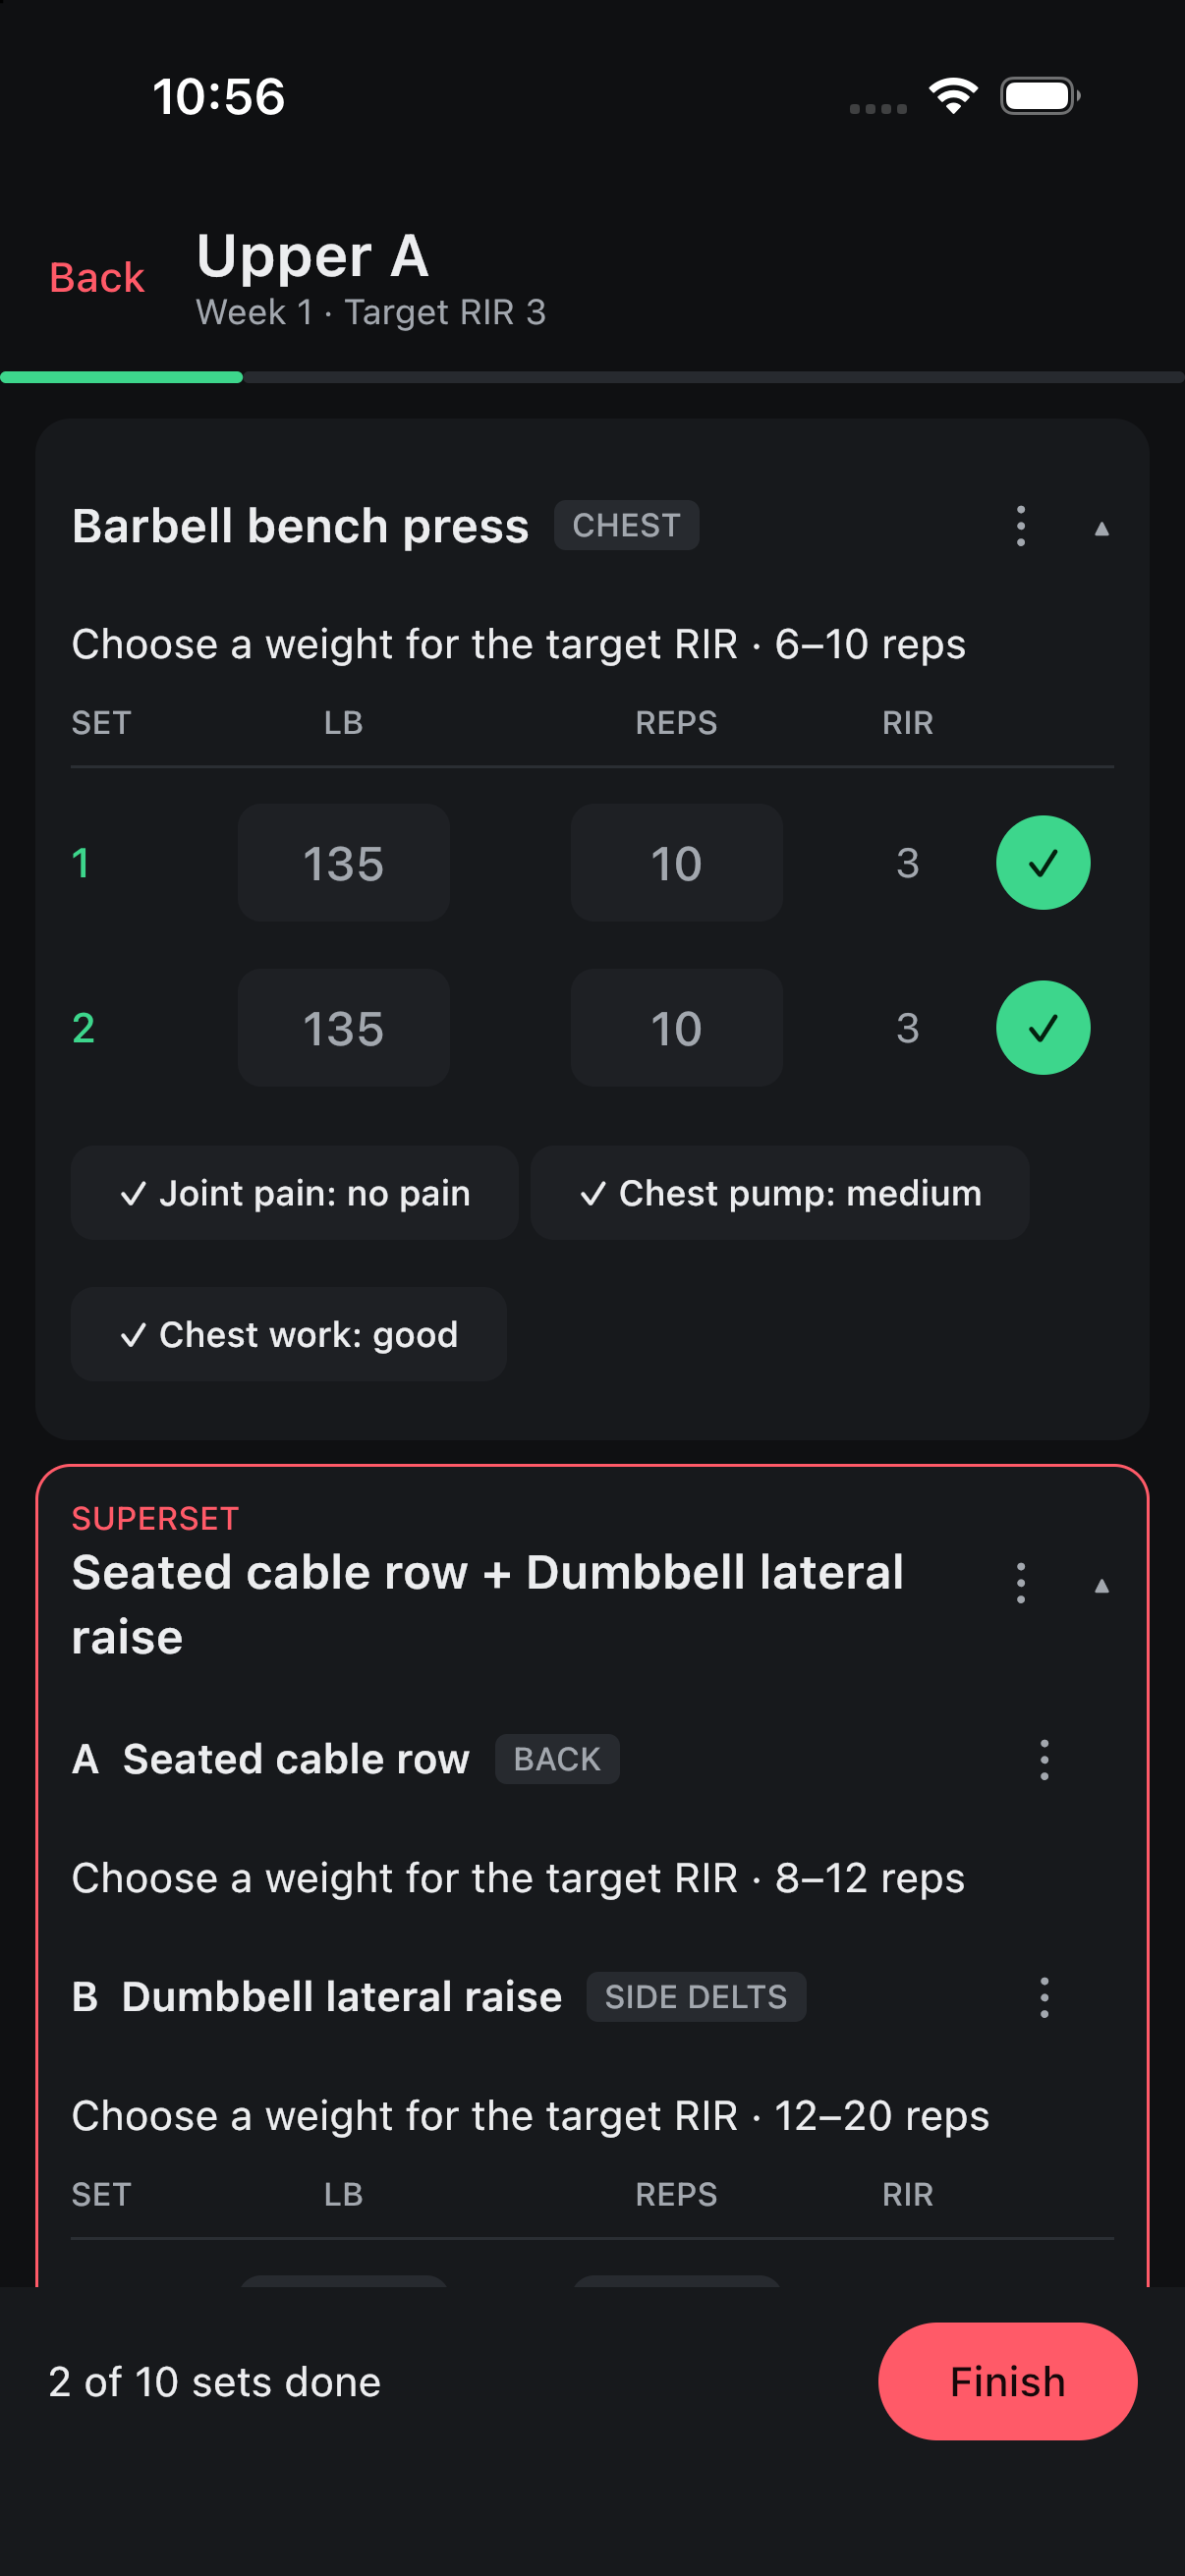 10:56
Back
Upper A
Week 1 · Target RIR 3
Barbell bench press CHEST
Choose a weight for the target RIR · 6–10 reps
SET LB REPS RIR
1 135 10 3
2 135 10 3
✓ Joint pain: no pain ✓ Chest pump: medium
✓ Chest work: good
SUPERSET
Seated cable row + Dumbbell lateral
raise
A Seated cable row BACK
Choose a weight for the target RIR · 8–12 reps
B Dumbbell lateral raise SIDE DELTS
Choose a weight for the target RIR · 12–20 reps
SET LB REPS RIR
2 of 10 sets done Finish